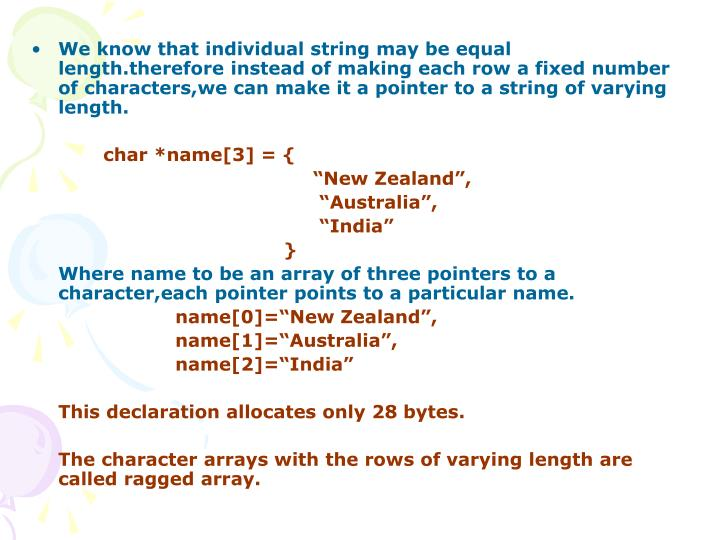 • We know that individual string may be equal
length.therefore instead of making each row a fixed number
of characters,we can make it a pointer to a string of varying
length.
char *name[3] = {
“New Zealand”,
“Australia”,
“India”
}
Where name to be an array of three pointers to a
character,each pointer points to a particular name.
name[0]=“New Zealand”,
name[1]=“Australia”,
name[2]=“India”
This declaration allocates only 28 bytes.
The character arrays with the rows of varying length are
called ragged array.